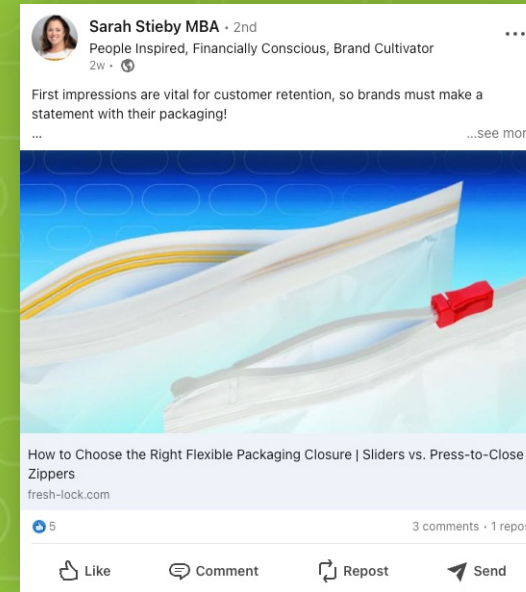 Sarah Stieby MBA · 2nd
People Inspired, Financially Conscious, Brand Cultivator
2w ·
First impressions are vital for customer retention, so brands must make a
statement with their packaging!
...
...see mor
How to Choose the Right Flexible Packaging Closure | Sliders vs. Press-to-Close
Zippers
fresh-lock.com
5
3 comments · 1 repos
Like Comment Repost Send